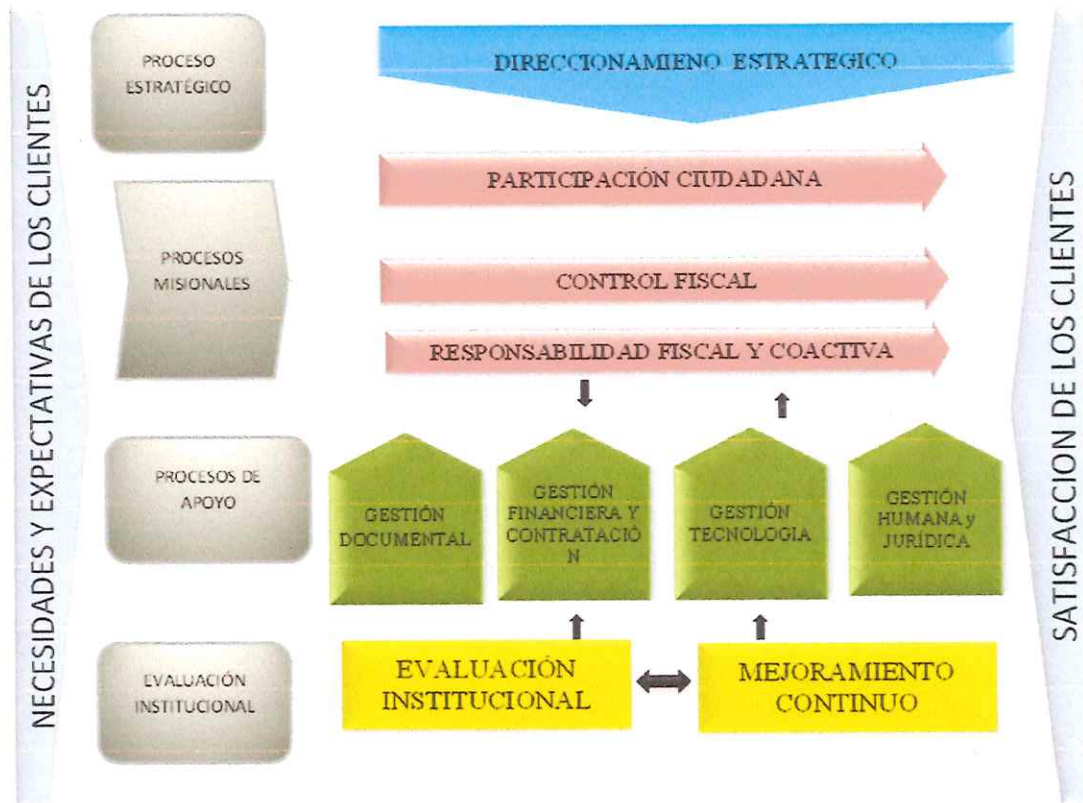 NECESIDADES Y EXPECTATIVAS DE LOS CLIENTES
PROCESO
ESTRATÉGICO
DIRECCIONAMIENO ESTRATEGICO
PROCESOS
MISIONALES
PARTICIPACIÓN CIUDADANA
CONTROL FISCAL
RESPONSABILIDAD FISCAL Y COACTIVA
PROCESOS DE
APOYO
GESTIÓN
DOCUMENTAL
GESTIÓN
FINANCIERA Y
CONTRATACIÓ
N
GESTIÓN
TECNOLOGIA
GESTIÓN
HUMANA y
JURÍDICA
EVALUACIÓN
INSTITUCIONAL
EVALUACIÓN
INSTITUCIONAL
MEJORAMIENTO
CONTINUO
SATISFACCION DE LOS CLIENTES